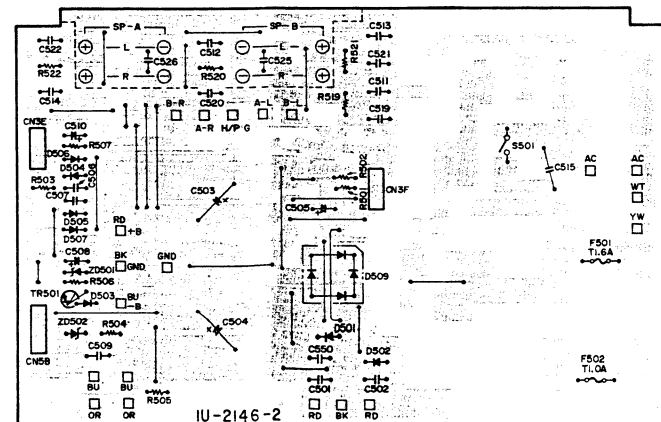 SP-A SP-B
C522 L C526 C512 L C525 R521 C513
R522 R R520 R C521
C514 C520 R519 C511
B-R A-L B-L C519
A-R H/P G
CN3E C510
R507
D506
D504
R503 C506 C503
C507
D505
D507
R502
R501 CN3F
C505
S501 C515 AC AC
WT
YW
RD +B
C508
ZD501
R506
BK GND GND
D509
F501
T1.6A
TR501 D503 BU -B
ZD502 R504
C504
D501
C509
CN5B
C550 D502
C501 C502
F502
T1.0A
BU BU
R505
OR OR
1U-2146-2
RD BK RD